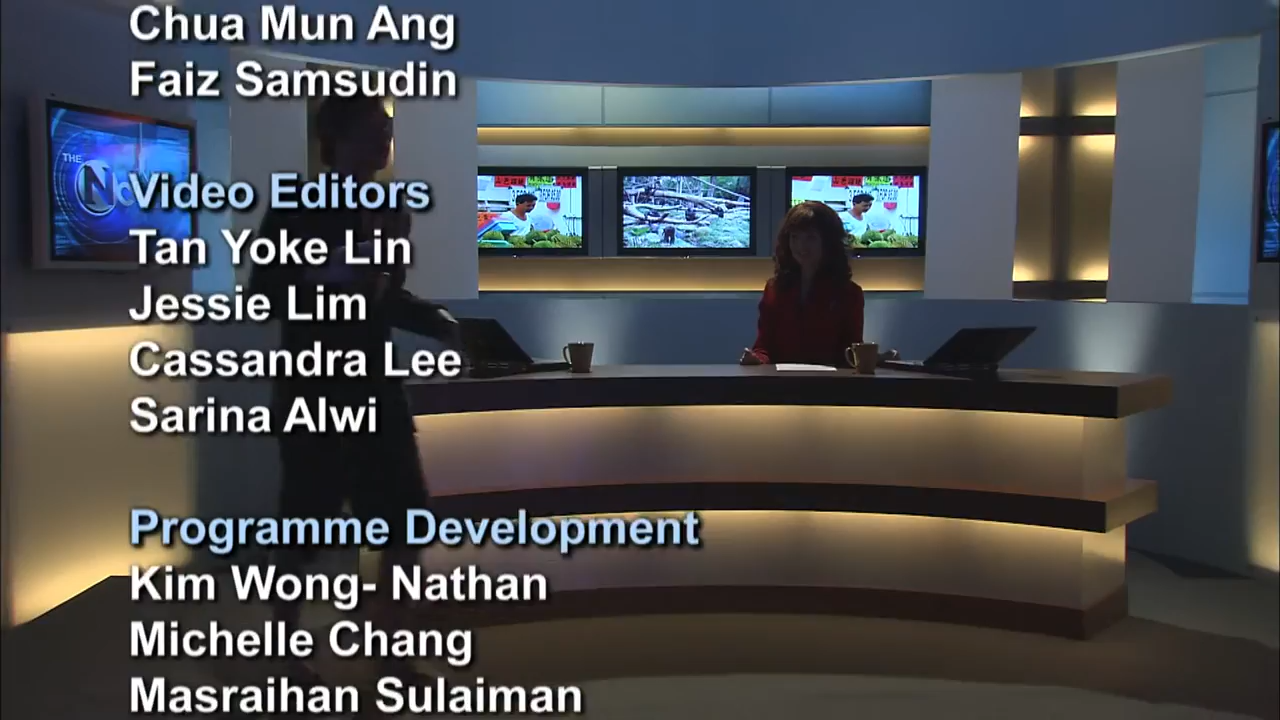 Chua Mun Ang
Faiz Samsudin
THE
Video Editors
Tan Yoke Lin
Jessie Lim
Cassandra Lee
Sarina Alwi
Programme Development
Kim Wong- Nathan
Michelle Chang
Masraihan Sulaiman